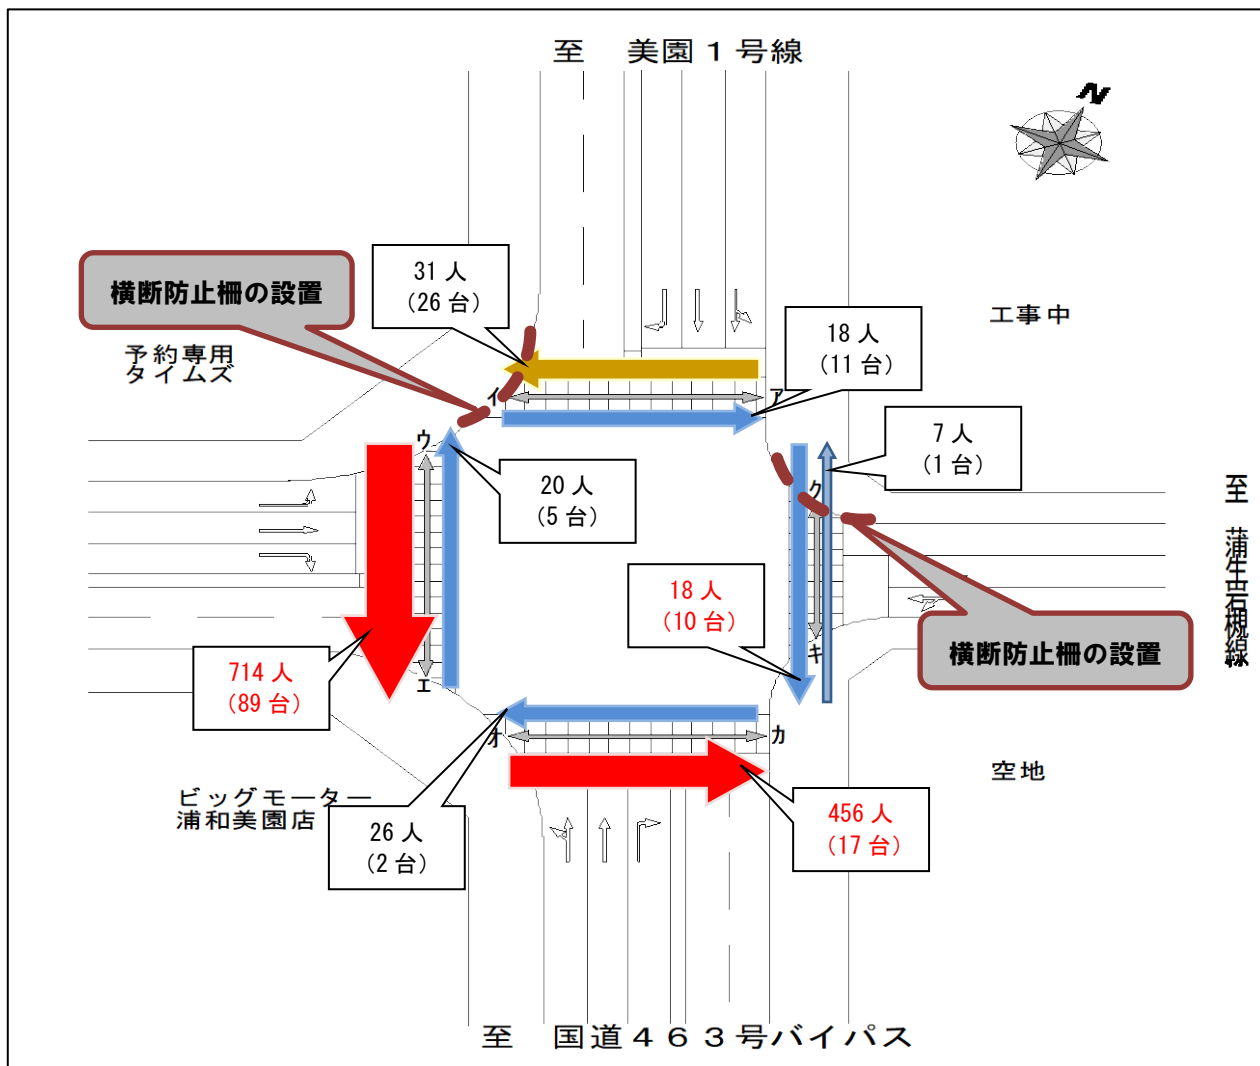 至　美園１号線
N
横断防止柵の設置
31 人
（26 台）
18 人
（11 台）
工事中
予約専用
タイムズ
イ
ア
ウ
20 人
（5 台）
7 人
（1 台）
ク
至　蒲生岩槻線
18 人
（10 台）
キ
横断防止柵の設置
714 人
（89 台）
エ
オ
カ
空地
ビッグモーター
浦和美園店
26 人
（2 台）
456 人
（17 台）
至　国道４６３号バイパス